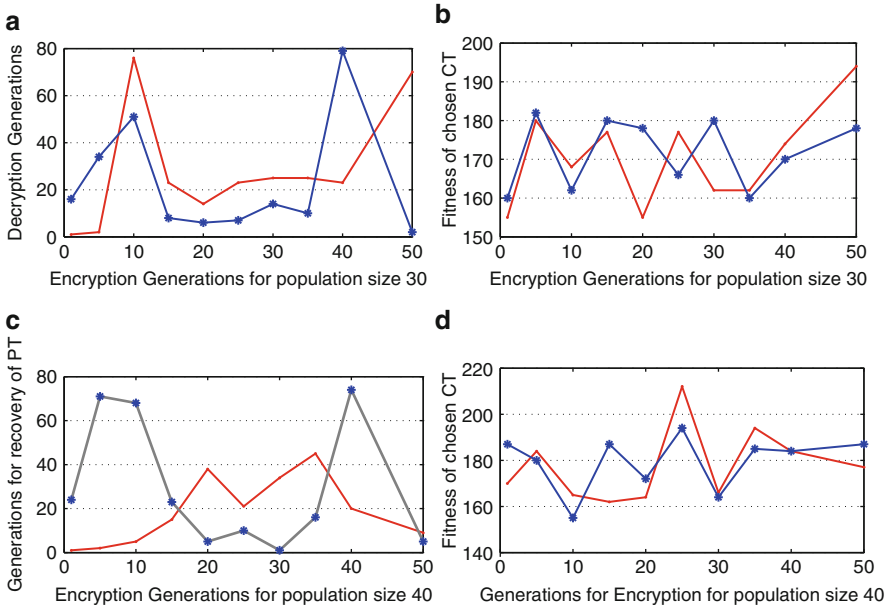 a
80
60
40
20
0
Decryption Generations
0 10 20 30 40 50
Encryption Generations for population size 30
b
200
190
180
170
160
150
Fitness of chosen CT
0 10 20 30 40 50
Encryption Generations for population size 30
c
80
60
40
20
0
Generations for recovery of PT
0 10 20 30 40 50
Encryption Generations for population size 40
d
220
200
180
160
140
Fitness of chosen CT
0 10 20 30 40 50
Generations for Encryption for population size 40